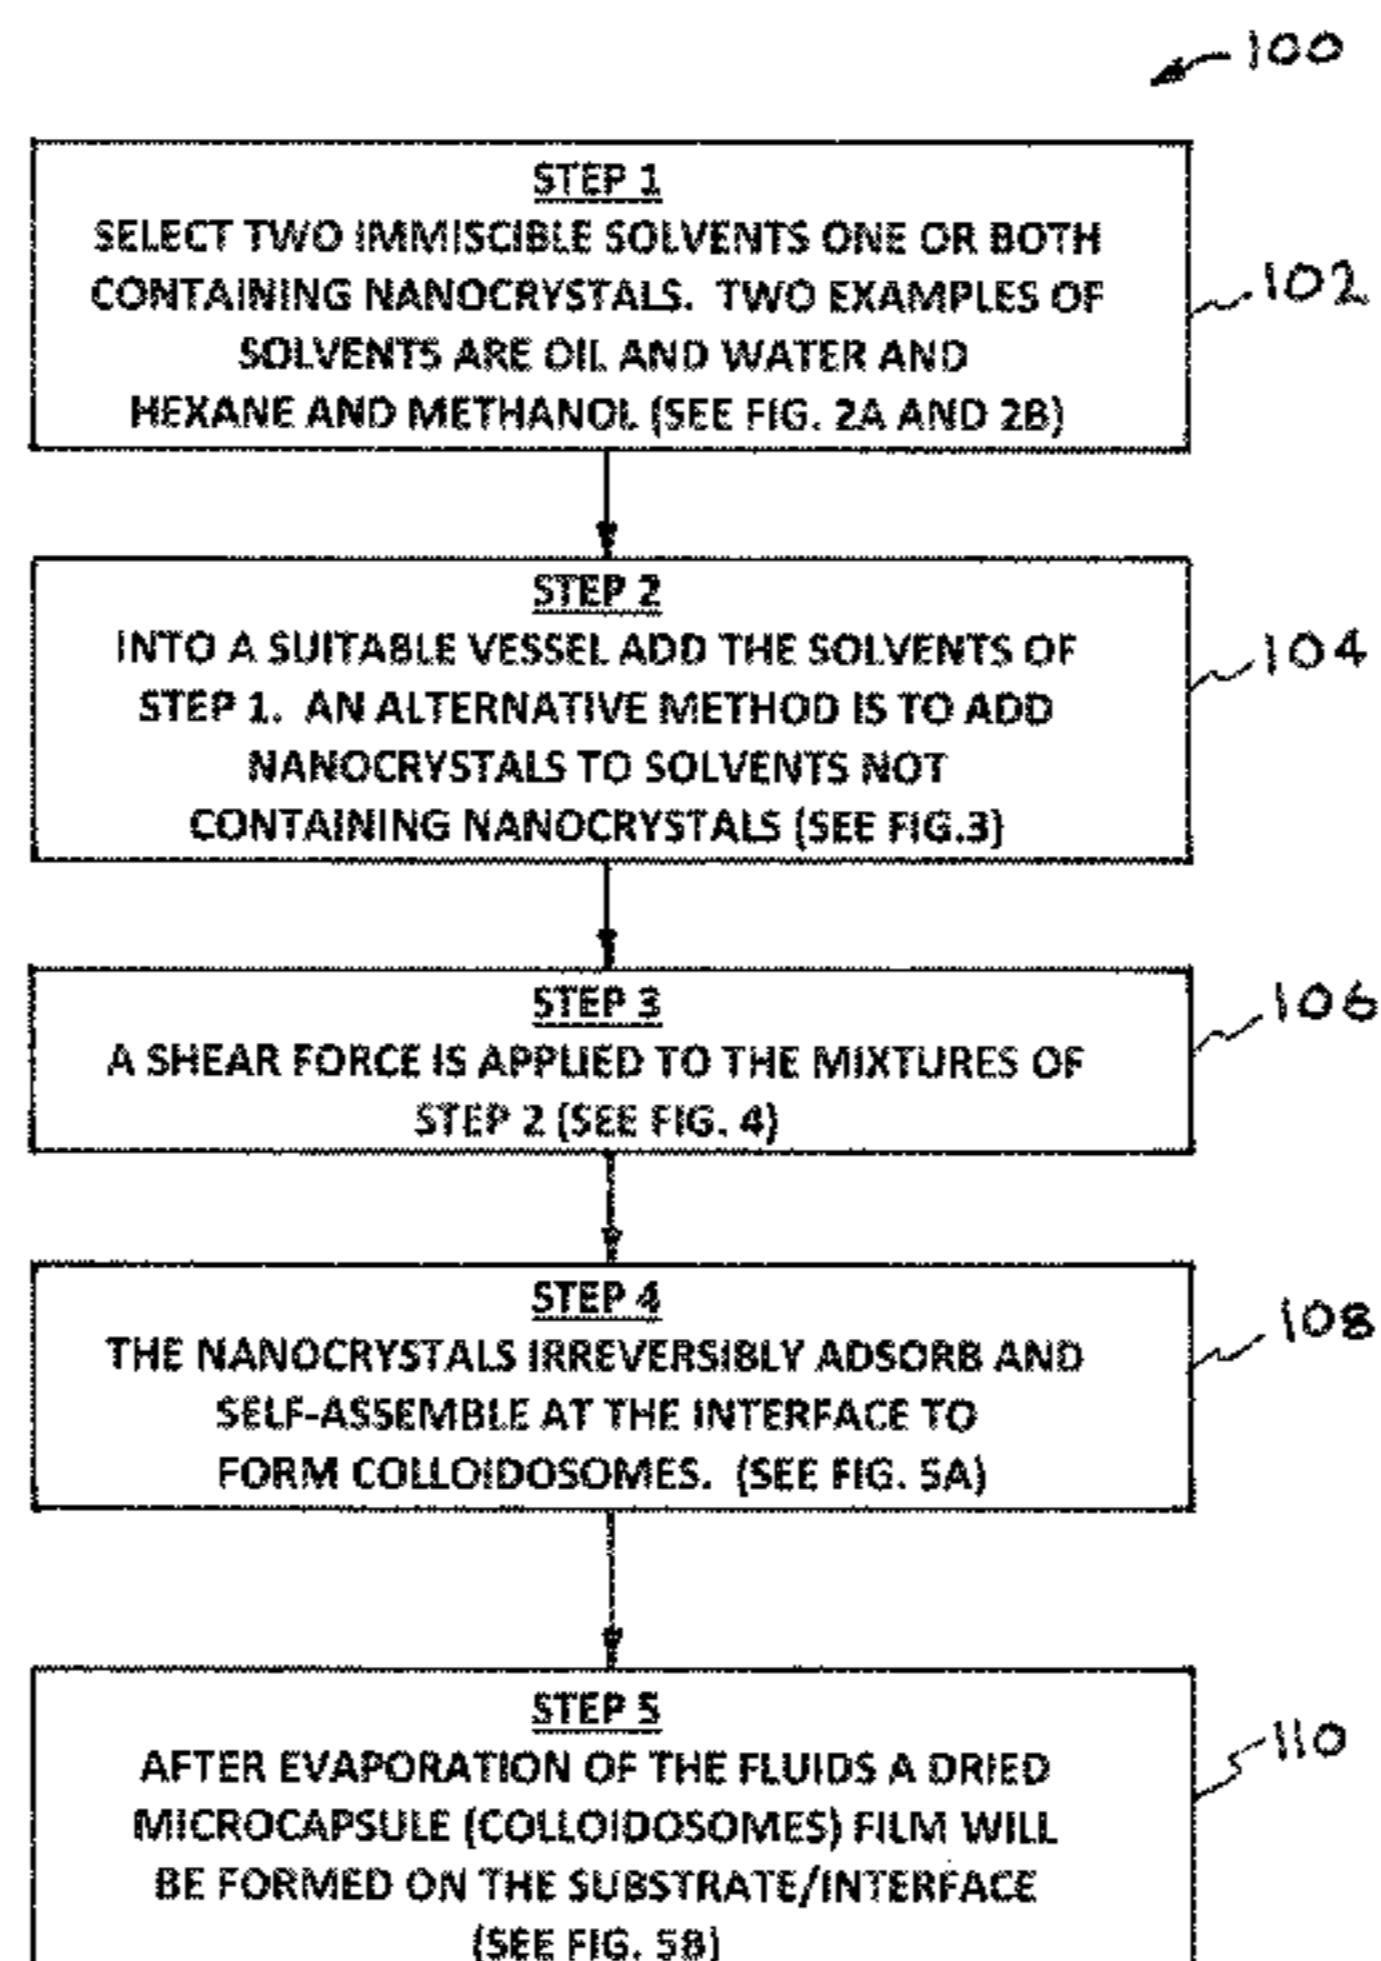 100
STEP 1
SELECT TWO IMMISCIBLE SOLVENTS ONE OR BOTH
CONTAINING NANOCRYSTALS. TWO EXAMPLES OF
SOLVENTS ARE OIL AND WATER AND
HEXANE AND METHANOL (SEE FIG. 2A AND 2B)
102
STEP 2
INTO A SUITABLE VESSEL ADD THE SOLVENTS OF
STEP 1. AN ALTERNATIVE METHOD IS TO ADD
NANOCRYSTALS TO SOLVENTS NOT
CONTAINING NANOCRYSTALS (SEE FIG.3)
104
STEP 3
A SHEAR FORCE IS APPLIED TO THE MIXTURES OF
STEP 2 (SEE FIG. 4)
106
STEP 4
THE NANOCRYSTALS IRREVERSIBLY ADSORB AND
SELF-ASSEMBLE AT THE INTERFACE TO
FORM COLLOIDOSOMES. (SEE FIG. 5A)
108
STEP 5
AFTER EVAPORATION OF THE FLUIDS A DRIED
MICROCAPSULE (COLLOIDOSOMES) FILM WILL
BE FORMED ON THE SUBSTRATE/INTERFACE
(SEE FIG. 5B)
110